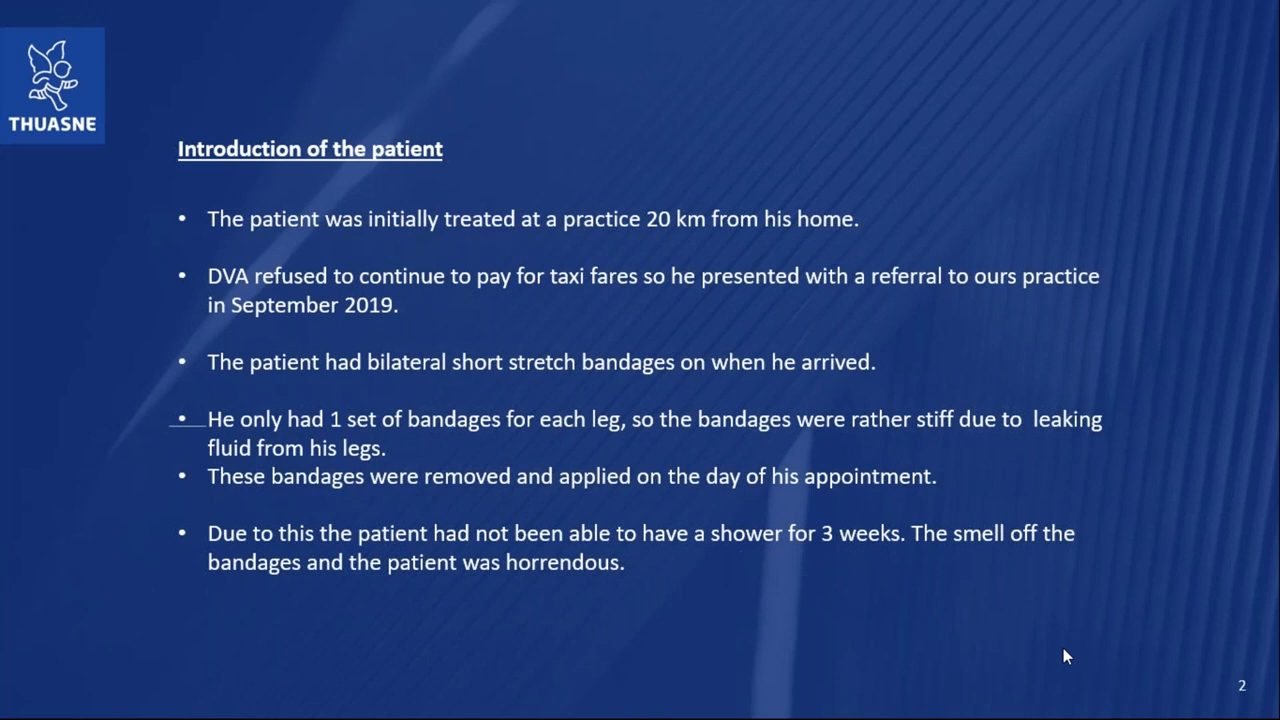 THUASNE
Introduction of the patient
• The patient was initially treated at a practice 20 km from his home.
• DVA refused to continue to pay for taxi fares so he presented with a referral to ours practice
in September 2019.
• The patient had bilateral short stretch bandages on when he arrived.
• He only had 1 set of bandages for each leg, so the bandages were rather stiff due to  leaking
fluid from his legs.
• These bandages were removed and applied on the day of his appointment.
• Due to this the patient had not been able to have a shower for 3 weeks. The smell off the
bandages and the patient was horrendous.
2